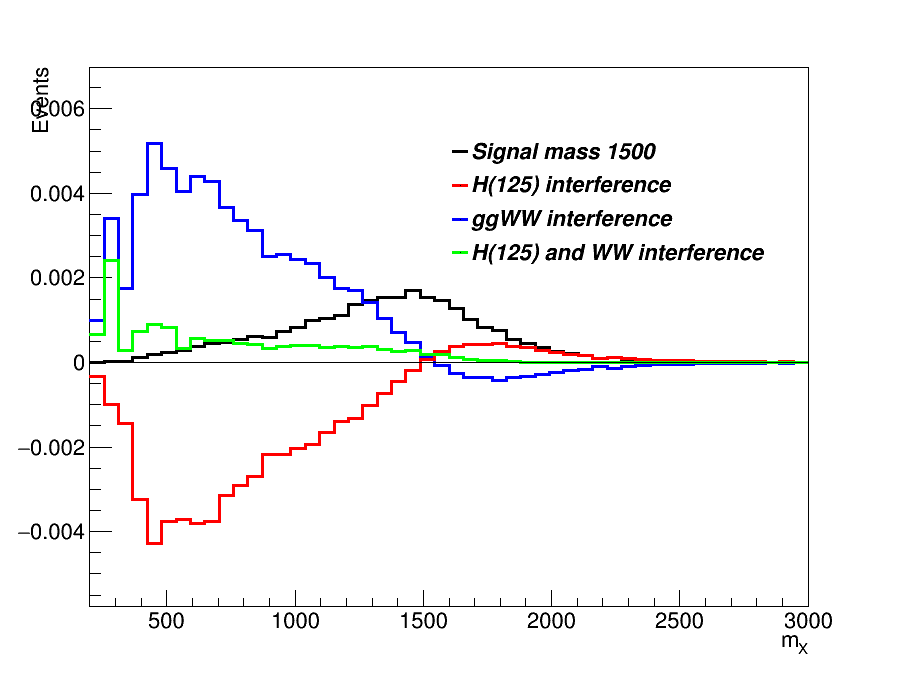 Events
0.006
0.004
0.002
0
−0.002
−0.004
Signal mass 1500
H(125) interference
ggWW interference
H(125) and WW interference
500 1000 1500 2000 2500 3000
mX